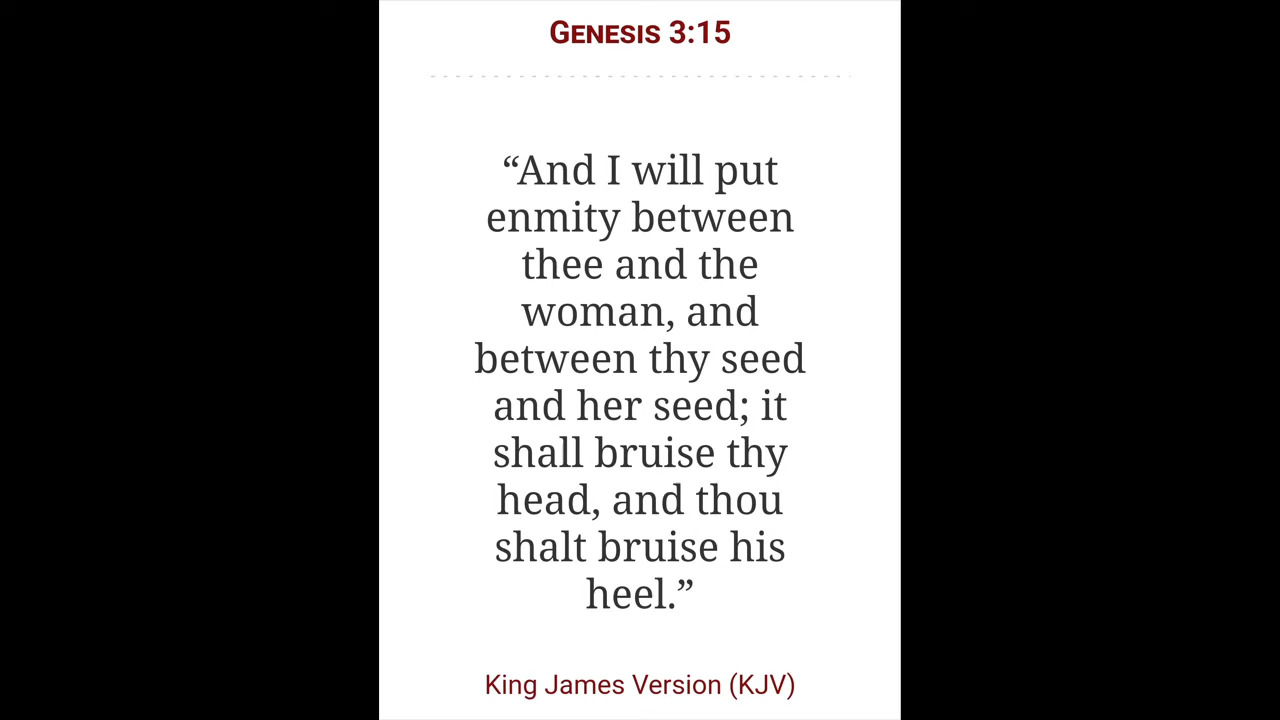 GENESIS 3:15
“And I will put
enmity between
thee and the
woman, and
between thy seed
and her seed; it
shall bruise thy
head, and thou
shalt bruise his
heel.”
King James Version (KJV)